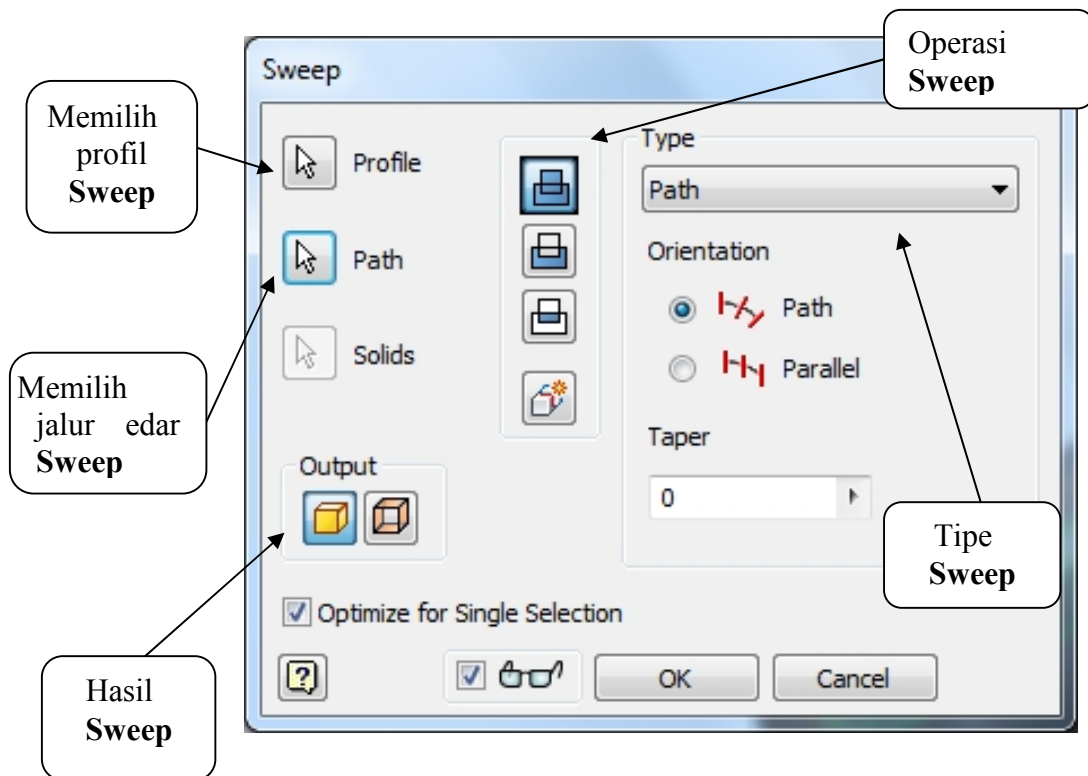 Operasi
Sweep
Sweep
Memilih
profil
Sweep
Profile
Type
Path
Path
Orientation
Path
Solids
Parallel
Memilih
jalur edar
Sweep
Taper
Output
0
Tipe
Sweep
Optimize for Single Selection
Hasil
Sweep
?
OK
Cancel